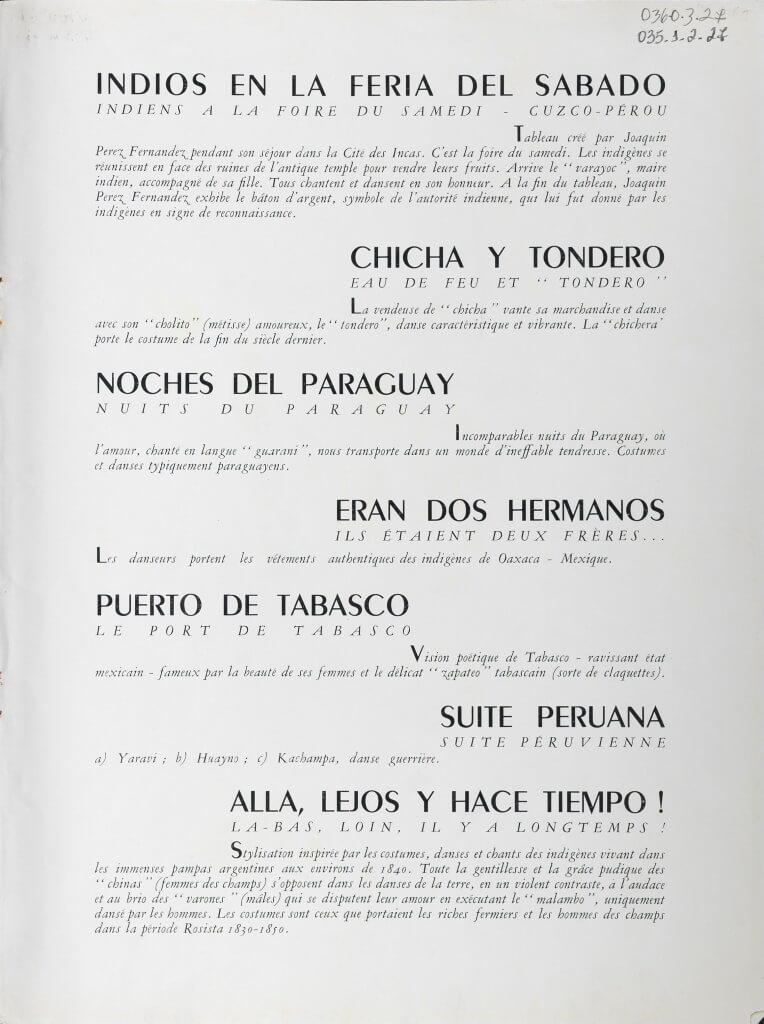 0360.3.27
035.1.2.27
INDIOS EN LA FERIA DEL SABADO
INDIENS A LA FOIRE DU SAMEDI - CUZCO-PÉROU
Tableau créé par Joaquin
Perez Fernandez pendant son séjour dans la Cité des Incas. C'est la foire du samedi. Les indigènes se
réunissent en face des ruines de l'antique temple pour vendre leurs fruits. Arrive le "varayoc", maire
indien, accompagné de sa fille. Tous chantent et dansent en son honneur. A la fin du tableau, Joaquin
Perez Fernandez exhibe le bâton d'argent, symbole de l'autorité indienne, qui lui fut donné par les
indigènes en signe de reconnaissance.
CHICHA Y TONDERO
EAU DE FEU ET "TONDERO"
La vendeuse de "chicha" vante sa marchandise et danse
avec son "cholito" (métisse) amoureux, le "tondero", danse caractéristique et vibrante. La "chichera'
porte le costume de la fin du siècle dernier.
NOCHES DEL PARAGUAY
NUITS DU PARAGUAY
Incomparables nuits du Paraguay, où
l'amour, chanté en langue "guarani", nous transporte dans un monde d'ineffable tendresse. Costumes
et danses typiquement paraguayens.
ERAN DOS HERMANOS
ILS ÉTAIENT DEUX FRÈRES...
Les danseurs portent les vêtements authentiques des indigènes de Oaxaca - Mexique.
PUERTO DE TABASCO
LE PORT DE TABASCO
Vision poétique de Tabasco - ravissant état
mexicain - fameux par la beauté de ses femmes et le délicat "zapateo" tabascain (sorte de claquettes).
SUITE PERUANA
SUITE PÉRUVIENNE
a) Yaravi ; b) Huayno ; c) Kachampa, danse guerrière.
ALLA, LEJOS Y HACE TIEMPO !
LA-BAS, LOIN, IL Y A LONGTEMPS !
Stylisation inspirée par les costumes, danses et chants des indigènes vivant dans
les immenses pampas argentines aux environs de 1840. Toute la gentillesse et la grâce pudique des
"chinas" (femmes des champs) s'opposent dans les danses de la terre, en un violent contraste, à l'audace
et au brio des "varones" (mâles) qui se disputent leur amour en exécutant le "malambo", uniquement
dansé par les hommes. Les costumes sont ceux que portaient les riches fermiers et les hommes des champs
dans la période Rosista 1830-1850.